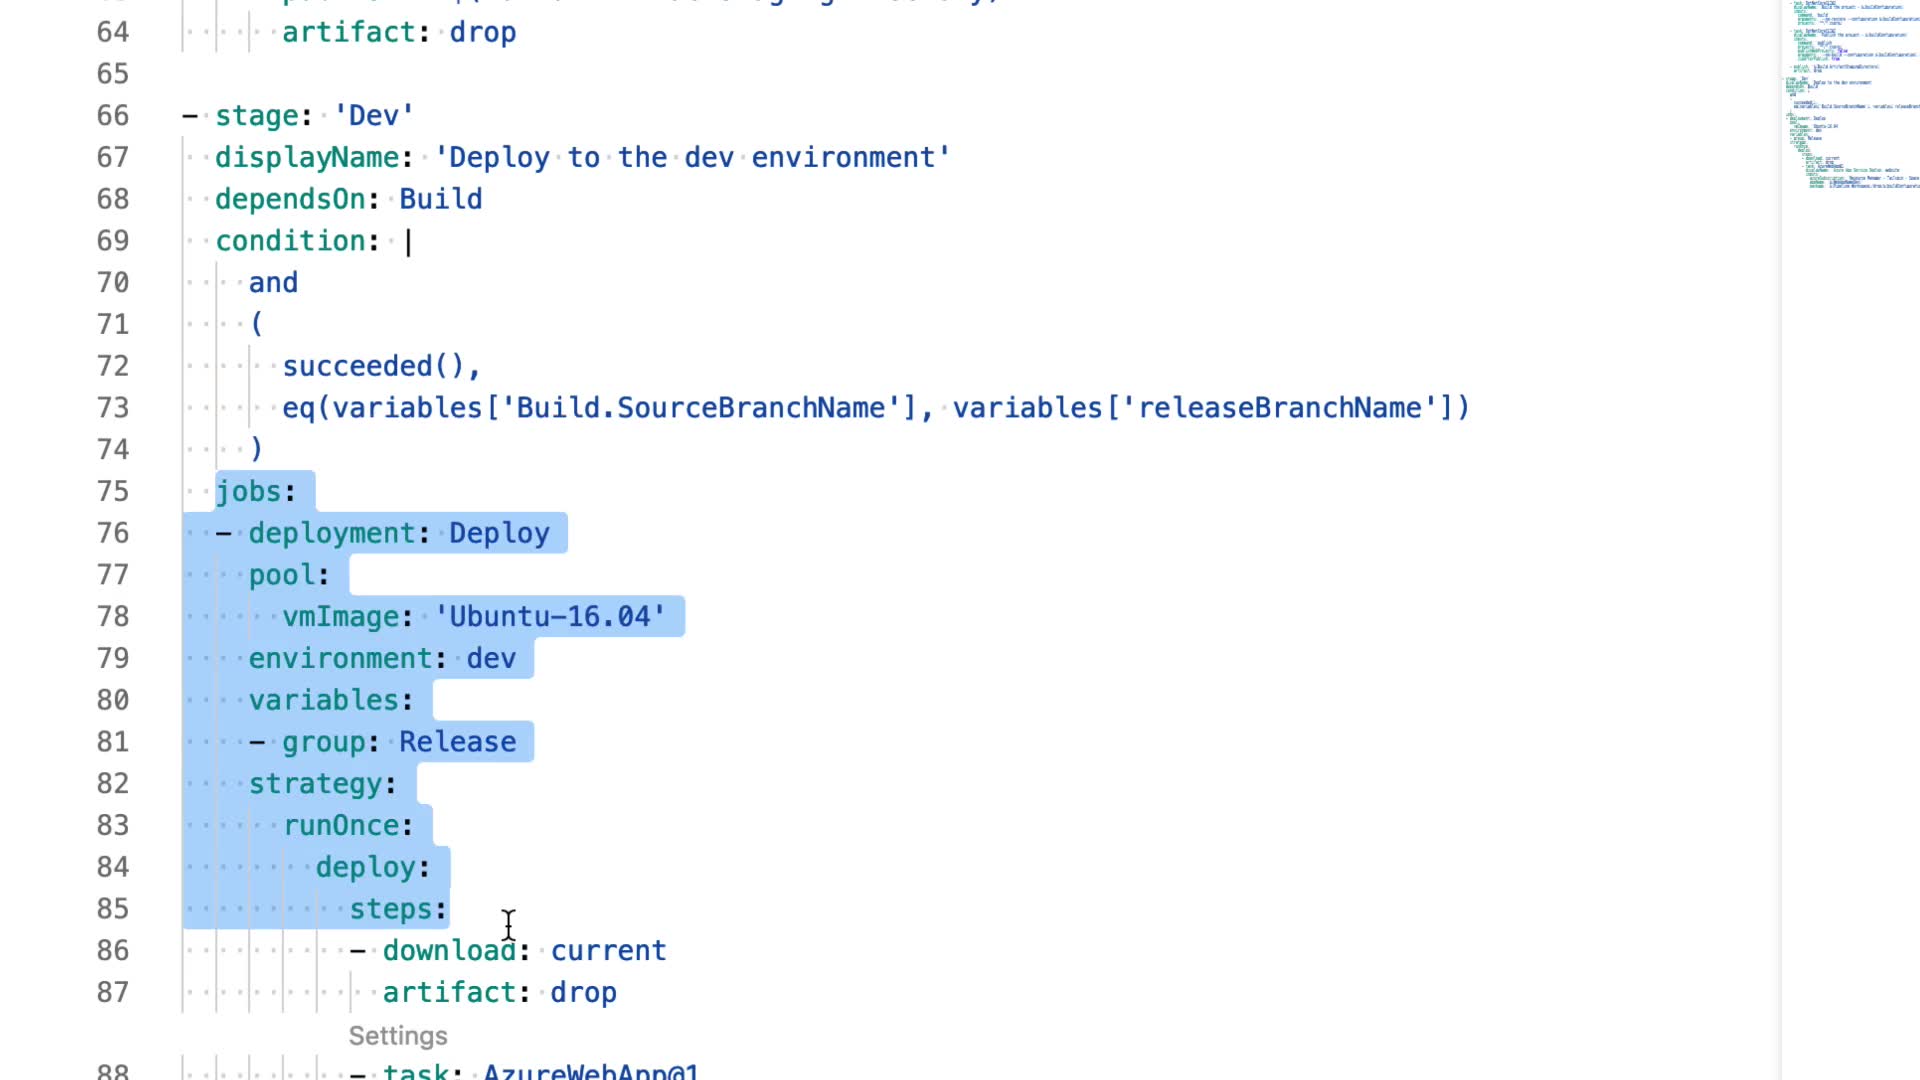 64 artifact: drop
65
66 - stage: 'Dev'
67 displayName: 'Deploy to the dev environment'
68 dependsOn: Build
69 condition: |
70 and
71 (
72 succeeded(),
73 eq(variables['Build.SourceBranchName'], variables['releaseBranchName'])
74 )
75 jobs:
76 - deployment: Deploy
77 pool:
78 vmImage: 'Ubuntu-16.04'
79 environment: dev
80 variables:
81 - group: Release
82 strategy:
83 runOnce:
84 deploy:
85 steps:
86 - download: current
87 artifact: drop
Settings
88 - task: AzureWebApp@1